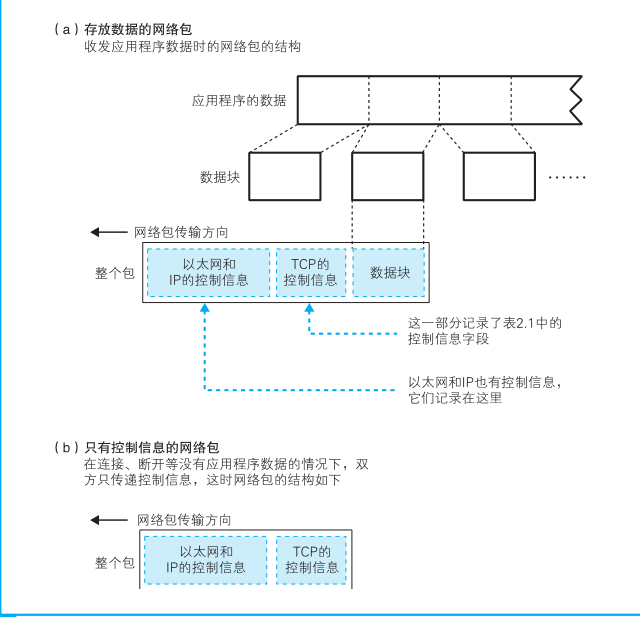 （a）存放数据的网络包
收发应用程序数据时的网络包的结构
应用程序的数据
数据块
……
网络包传输方向
整个包
以太网和
IP的控制信息
TCP的
控制信息
数据块
这一部分记录了表2.1中的
控制信息字段
以太网和IP也有控制信息，
它们记录在这里
（b）只有控制信息的网络包
在连接、断开等没有应用程序数据的情况下，双
方只传递控制信息，这时网络包的结构如下
网络包传输方向
整个包
以太网和
IP的控制信息
TCP的
控制信息